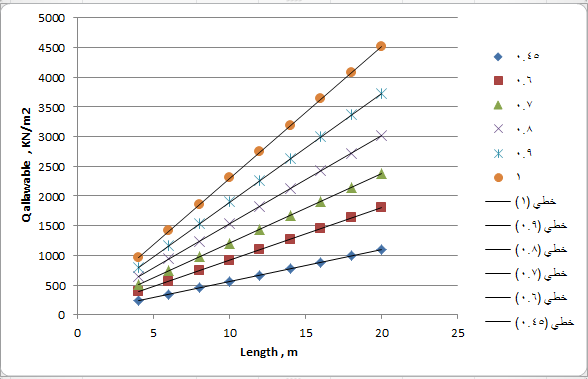 5000
4500
4000
3500
3000
2500
2000
1500
1000
500
0
Qallawable , KN/m2
0 5 10 15 20 25
Length , m
٠.٤٥
٠.٦
٠.٧
٠.٨
٠.٩
١
خطي (١)
خطي (٠.٩)
خطي (٠.٨)
خطي (٠.٧)
خطي (٠.٦)
خطي (٠.٤٥)